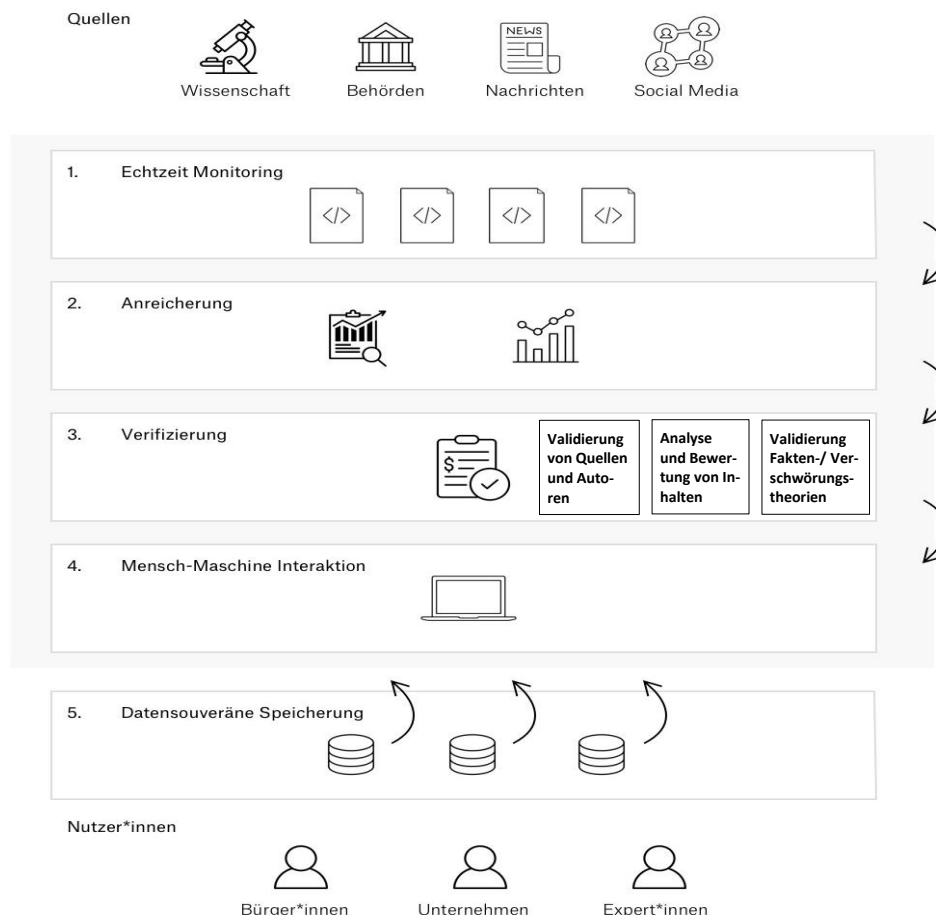 Quellen
NEWS
Wissenschaft Behörden Nachrichten Social Media
1. Echtzeit Monitoring
</> </> </> </>
2. Anreicherung
3. Verifizierung
$
Validierung
von Quellen
und Auto-
ren
Analyse
und Bewer-
tung von In-
halten
Validierung
Fakten-/ Ver-
schwörungs-
theorien
4. Mensch-Maschine Interaktion
5. Datensouveräne Speicherung
Nutzer*innen
Bürger*innen Unternehmen Expert*innen